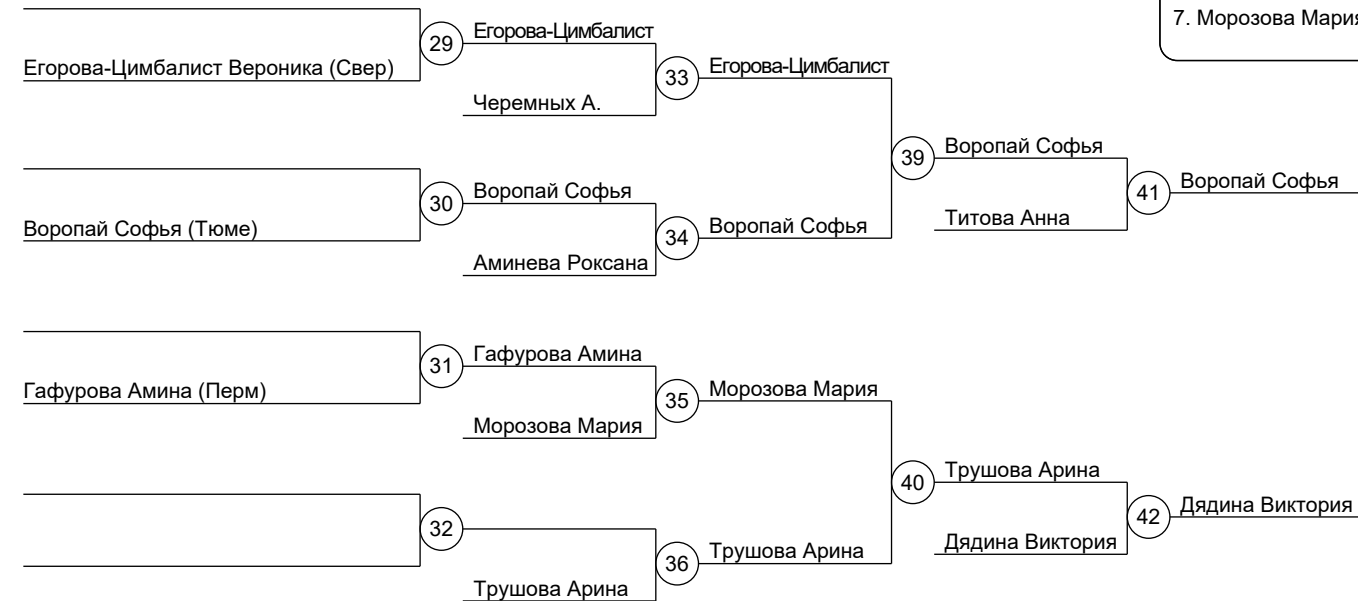 7. Морозова Мария
29
Егорова-Цимбалист
Егорова-Цимбалист Вероника (Свер)
33
Егорова-Цимбалист
Черемных А.
39
Воропай Софья
30
Воропай Софья
41
Воропай Софья
Воропай Софья (Тюме)
34
Воропай Софья
Титова Анна
Аминева Роксана
31
Гафурова Амина
Гафурова Амина (Перм)
35
Морозова Мария
Морозова Мария
40
Трушова Арина
32
42
Дядина Виктория
36
Трушова Арина
Дядина Виктория
Трушова Арина